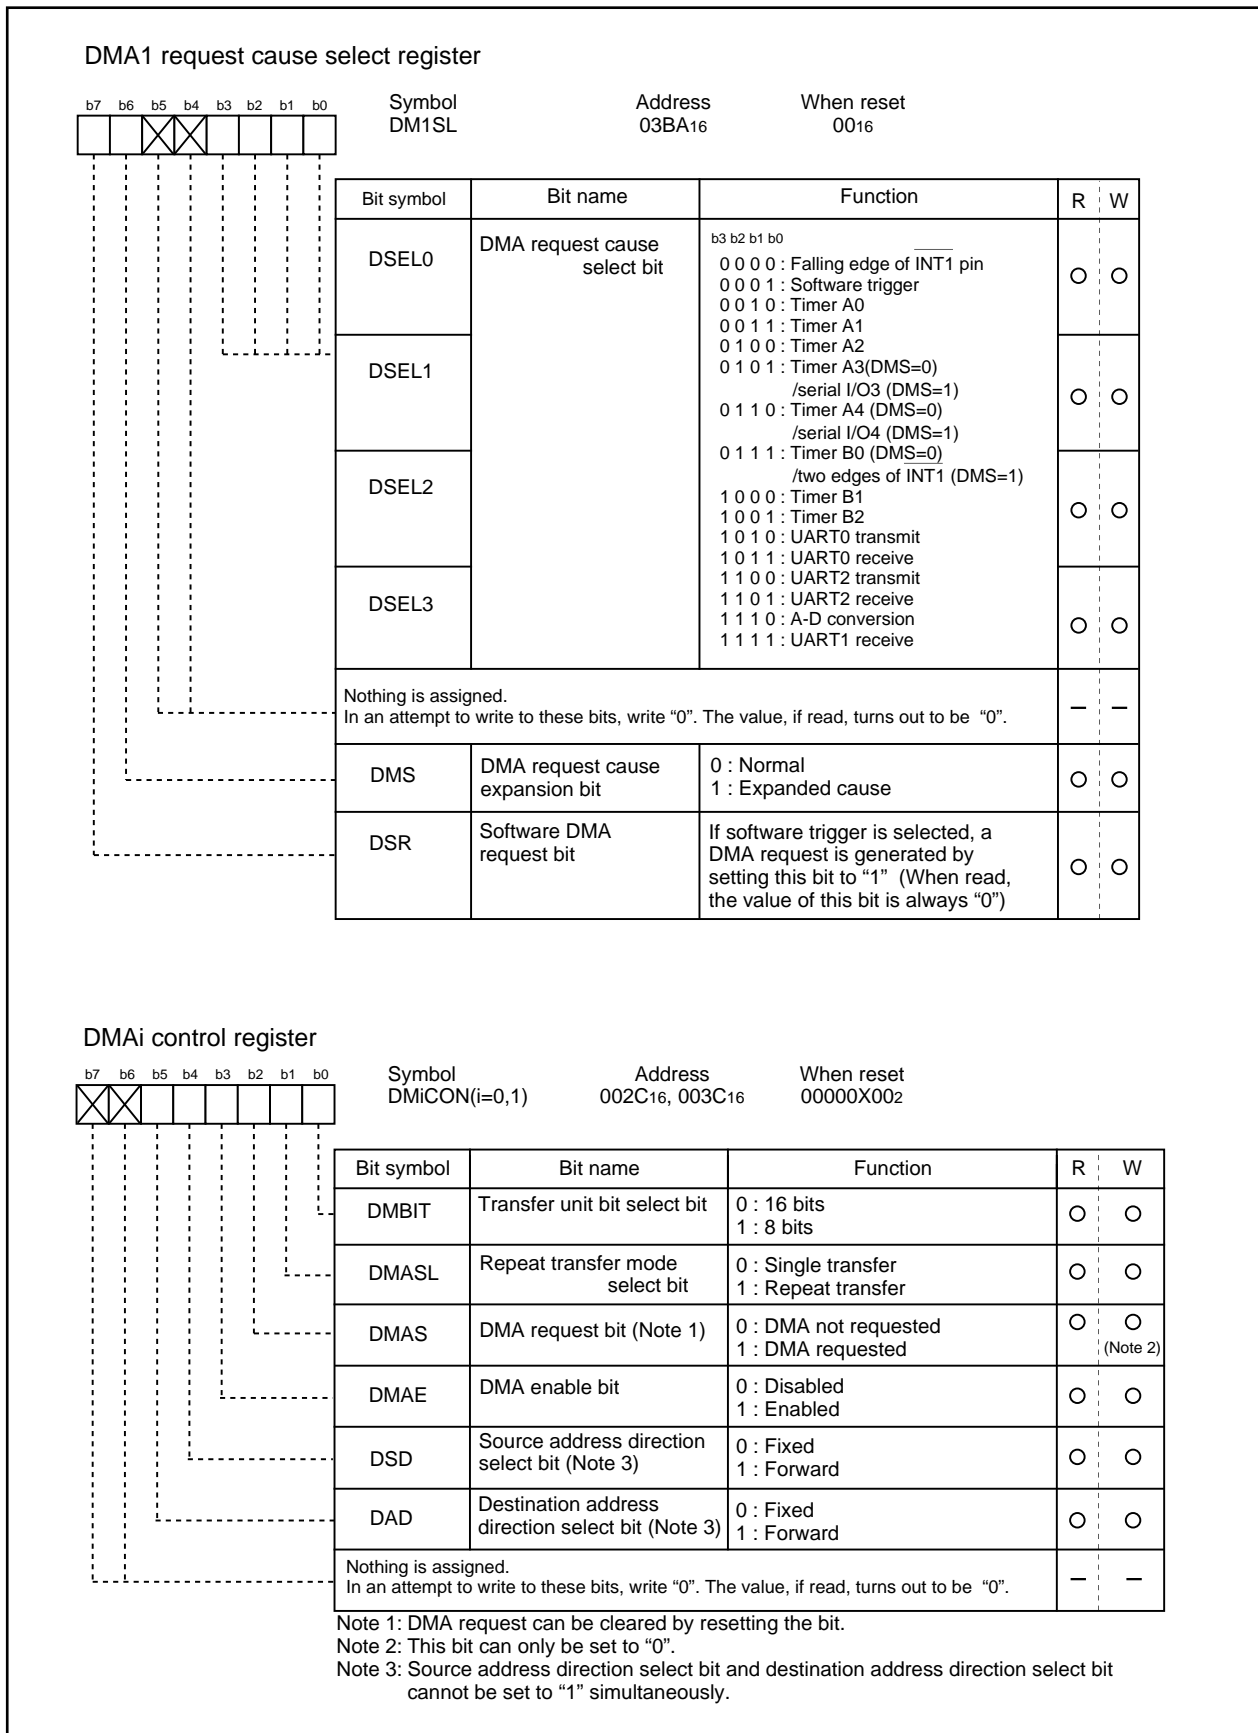 DMA1 request cause select register
b7 b6 b5 b4 b3 b2 b1 b0
Symbol Address When reset
DM1SL 03BA16 0016
Bit symbol Bit name Function R W
DSEL0
DMA request cause
select bit
b3 b2 b1 b0
0 0 0 0 : Falling edge of INT1 pin
0 0 0 1 : Software trigger
0 0 1 0 : Timer A0
0 0 1 1 : Timer A1
0 1 0 0 : Timer A2
0 1 0 1 : Timer A3(DMS=0)
/serial I/O3 (DMS=1)
0 1 1 0 : Timer A4 (DMS=0)
/serial I/O4 (DMS=1)
0 1 1 1 : Timer B0 (DMS=0)
/two edges of INT1 (DMS=1)
1 0 0 0 : Timer B1
1 0 0 1 : Timer B2
1 0 1 0 : UART0 transmit
1 0 1 1 : UART0 receive
1 1 0 0 : UART2 transmit
1 1 0 1 : UART2 receive
1 1 1 0 : A-D conversion
1 1 1 1 : UART1 receive
DSEL1
DSEL2
DSEL3
Nothing is assigned.
In an attempt to write to these bits, write “0”. The value, if read, turns out to be “0”.
DMS
DMA request cause
expansion bit
0 : Normal
1 : Expanded cause
DSR
Software DMA
request bit
If software trigger is selected, a
DMA request is generated by
setting this bit to “1” (When read,
the value of this bit is always “0”)
DMAi control register
b7 b6 b5 b4 b3 b2 b1 b0
Symbol Address When reset
DMiCON(i=0,1) 002C16, 003C16 00000X002
Bit symbol Bit name Function R W
DMBIT
Transfer unit bit select bit
0 : 16 bits
1 : 8 bits
DMASL
Repeat transfer mode
select bit
0 : Single transfer
1 : Repeat transfer
DMAS
DMA request bit (Note 1)
0 : DMA not requested
1 : DMA requested
(Note 2)
DMAE
DMA enable bit
0 : Disabled
1 : Enabled
DSD
Source address direction
select bit (Note 3)
0 : Fixed
1 : Forward
DAD
Destination address
direction select bit (Note 3)
0 : Fixed
1 : Forward
Nothing is assigned.
In an attempt to write to these bits, write “0”. The value, if read, turns out to be “0”.
Note 1: DMA request can be cleared by resetting the bit.
Note 2: This bit can only be set to “0”.
Note 3: Source address direction select bit and destination address direction select bit
cannot be set to “1” simultaneously.